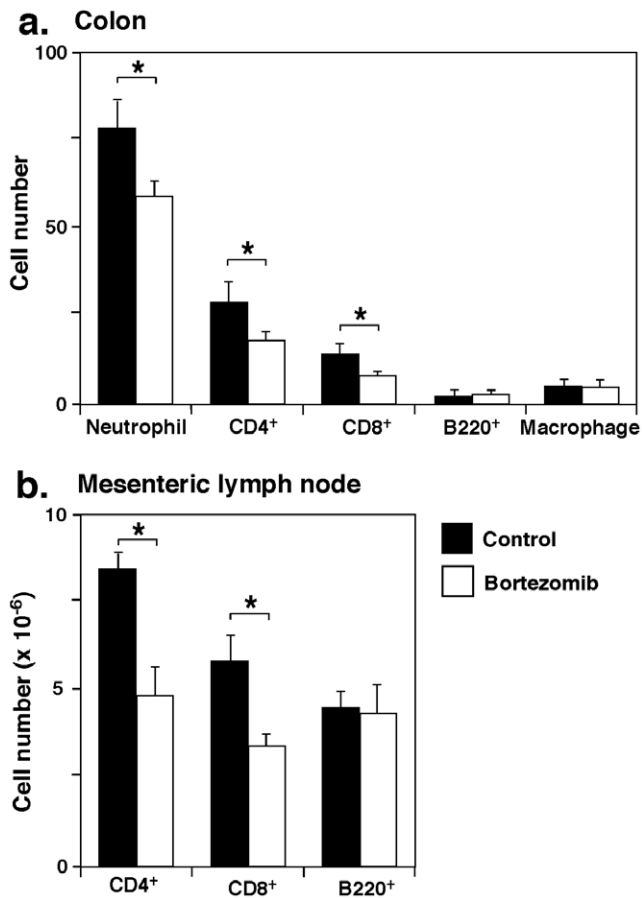 a. Colon
100
50
0
Cell number
*
*
*
Neutrophil CD4⁺ CD8⁺ B220⁺ Macrophage
b. Mesenteric lymph node
10
5
0
Cell number (x 10⁻⁶)
*
*
CD4⁺ CD8⁺ B220⁺
Control
Bortezomib